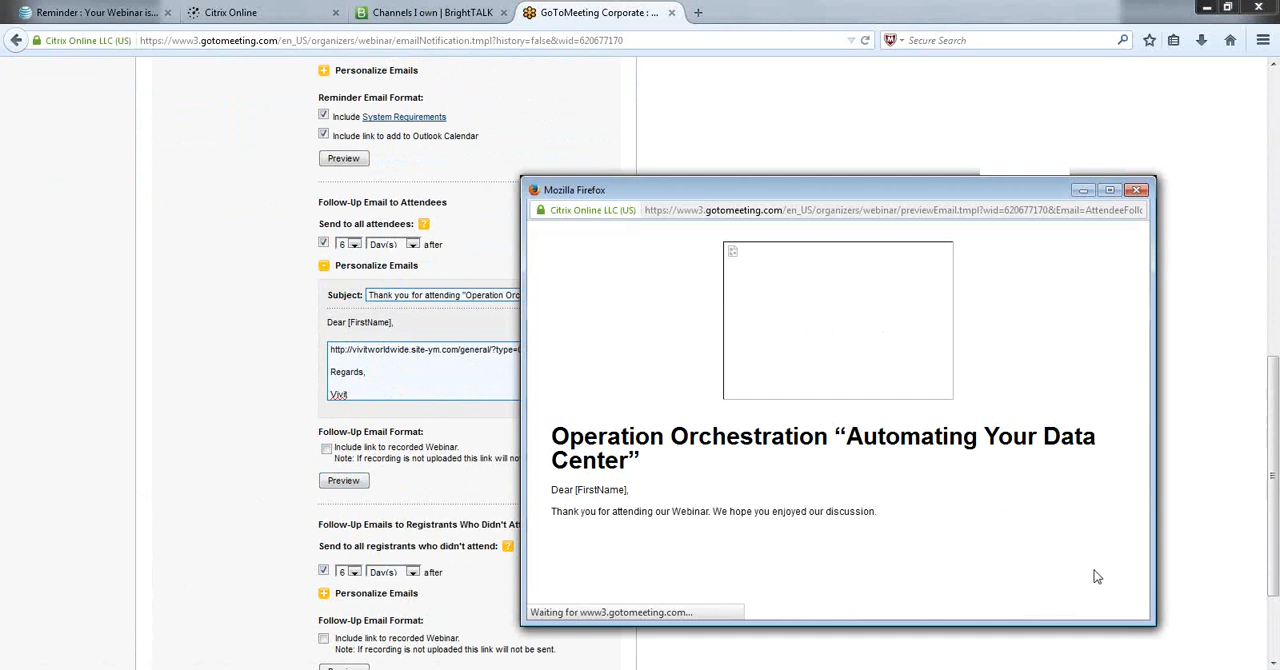 Reminder : Your Webinar is...
Citrix Online
Channels I own | BrightTALK
GoToMeeting Corporate : ...
Citrix Online LLC (US)
https://www3.gotomeeting.com/en_US/organizers/webinar/emailNotification.tmpl?history=false&wid=620677170
Secure Search
Personalize Emails
Reminder Email Format:
Include System Requirements
Include link to add to Outlook Calendar
Preview
Follow-Up Email to Attendees
Send to all attendees: ?
6 Day(s) after
Personalize Emails
Subject: Thank you for attending "Operation Orc
Dear [FirstName],
http://vivitworldwide.site-ym.com/general/?type=
Regards,
Vivit
Follow-Up Email Format:
Include link to recorded Webinar.
Note: If recording is not uploaded this link will no
Preview
Follow-Up Emails to Registrants Who Didn't At
Send to all registrants who didn't attend: ?
6 Day(s) after
Personalize Emails
Follow-Up Email Format:
Include link to recorded Webinar.
Note: If recording is not uploaded this link will not be sent.
Mozilla Firefox
Citrix Online LLC (US)
https://www3.gotomeeting.com/en_US/organizers/webinar/previewEmail.tmpl?wid=620677170&Email=AttendeeFollo
Operation Orchestration “Automating Your Data
Center”
Dear [FirstName],
Thank you for attending our Webinar. We hope you enjoyed our discussion.
Waiting for www3.gotomeeting.com...